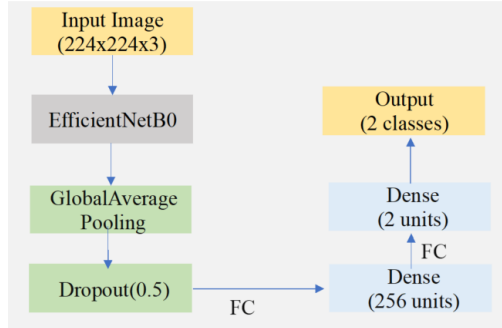 Input Image
(224x224x3)
EfficientNetB0
GlobalAverage
Pooling
Dropout(0.5)
FC
Dense
(256 units)
FC
Dense
(2 units)
Output
(2 classes)